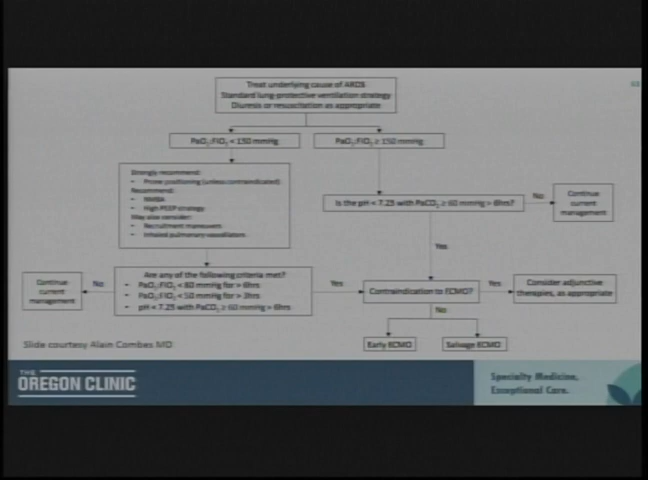 Treat underlying cause of ARDS
Standard lung-protective ventilation strategy
Diuresis or resuscitation as appropriate
PaO₂:FIO₂ < 150 mmHg
PaO₂:FIO₂ ≥ 150 mmHg
Strongly recommend:
• Prone positioning (unless contraindicated)
Recommend:
• NMBA
• High PEEP strategy
May also consider:
• Recruitment maneuvers
• Inhaled pulmonary vasodilators
Is the pH < 7.25 with PaCO₂ ≥ 60 mmHg > 6hrs?
No
Continue
current
management
Yes
Continue
current
management
No
Are any of the following criteria met?
• PaO₂:FIO₂ < 80 mmHg for > 6hrs
• PaO₂:FIO₂ < 50 mmHg for > 3hrs
• pH < 7.25 with PaCO₂ ≥ 60 mmHg > 6hrs
Yes
Contraindication to ECMO?
Yes
Consider adjunctive
therapies, as appropriate
No
Early ECMO
Salvage ECMO
Slide courtesy Alain Combes MD
THE
OREGON CLINIC
Specialty Medicine,
Exceptional Care.